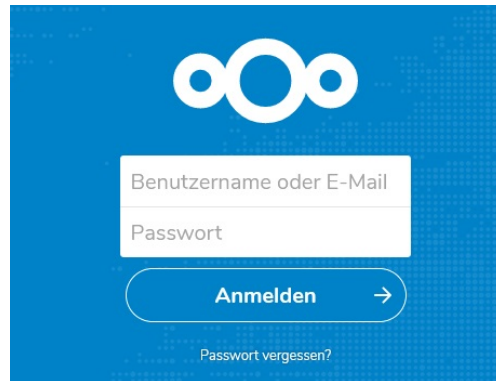 Benutzername oder E-Mail
Passwort
Anmelden
Passwort vergessen?